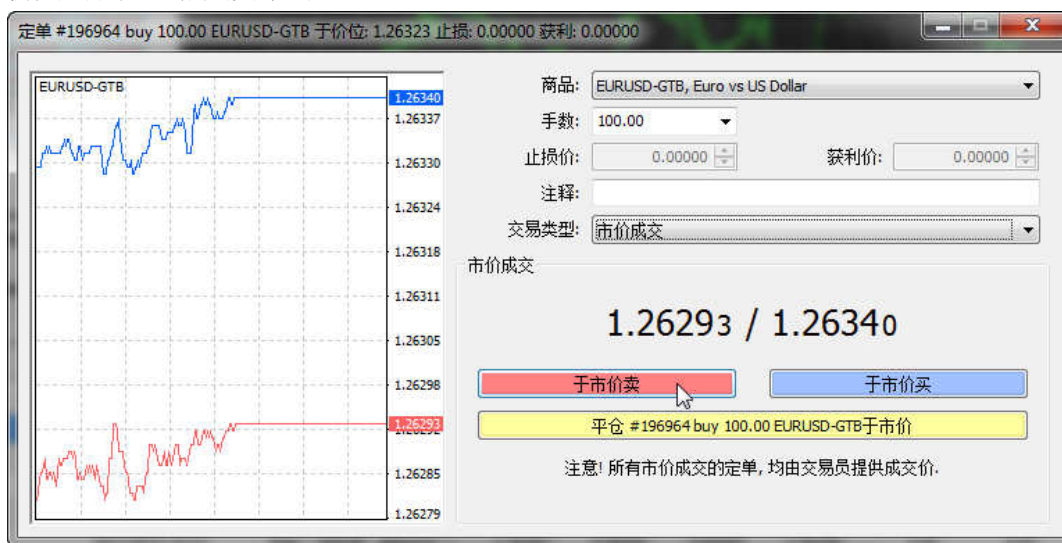 定单 #196964 buy 100.00 EURUSD-GTB 于价位: 1.26323 止损: 0.00000 获利: 0.00000
EURUSD-GTB
1.26340
1.26337
1.26330
1.26324
1.26318
1.26311
1.26305
1.26298
1.26293
1.26285
1.26279
商品: EURUSD-GTB, Euro vs US Dollar
手数: 100.00
止损价: 0.00000 获利价: 0.00000
注释:
交易类型: 市价成交
市价成交
1.26293 / 1.26340
于市价卖 于市价买
平仓 #196964 buy 100.00 EURUSD-GTB于市价
注意! 所有市价成交的定单, 均由交易员提供成交价.